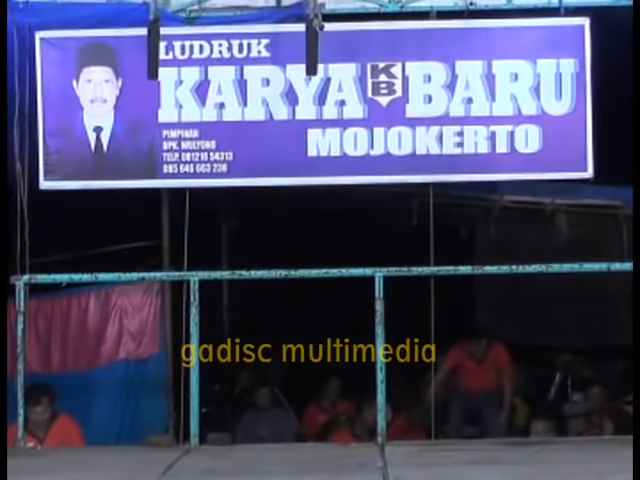 LUDRUK
KARYA KB BARU
MOJOKERTO
PIMPINAN
BPK. MULYONO
TELP. 081216 54313
085 646 663 238
gadisc multimedia